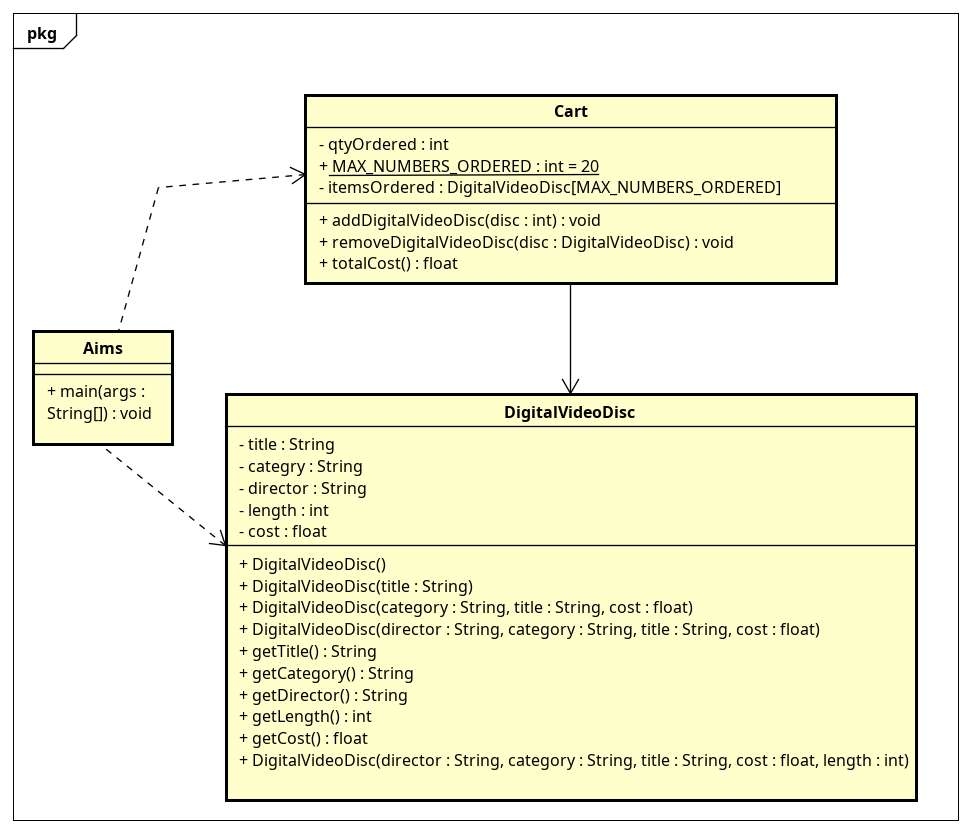 pkg
Cart
- qtyOrdered : int
+ MAX_NUMBERS_ORDERED : int = 20
- itemsOrdered : DigitalVideoDisc[MAX_NUMBERS_ORDERED]
+ addDigitalVideoDisc(disc : int) : void
+ removeDigitalVideoDisc(disc : DigitalVideoDisc) : void
+ totalCost() : float
Aims
+ main(args :
String[]) : void
DigitalVideoDisc
- title : String
- categry : String
- director : String
- length : int
- cost : float
+ DigitalVideoDisc()
+ DigitalVideoDisc(title : String)
+ DigitalVideoDisc(category : String, title : String, cost : float)
+ DigitalVideoDisc(director : String, category : String, title : String, cost : float)
+ getTitle() : String
+ getCategory() : String
+ getDirector() : String
+ getLength() : int
+ getCost() : float
+ DigitalVideoDisc(director : String, category : String, title : String, cost : float, length : int)